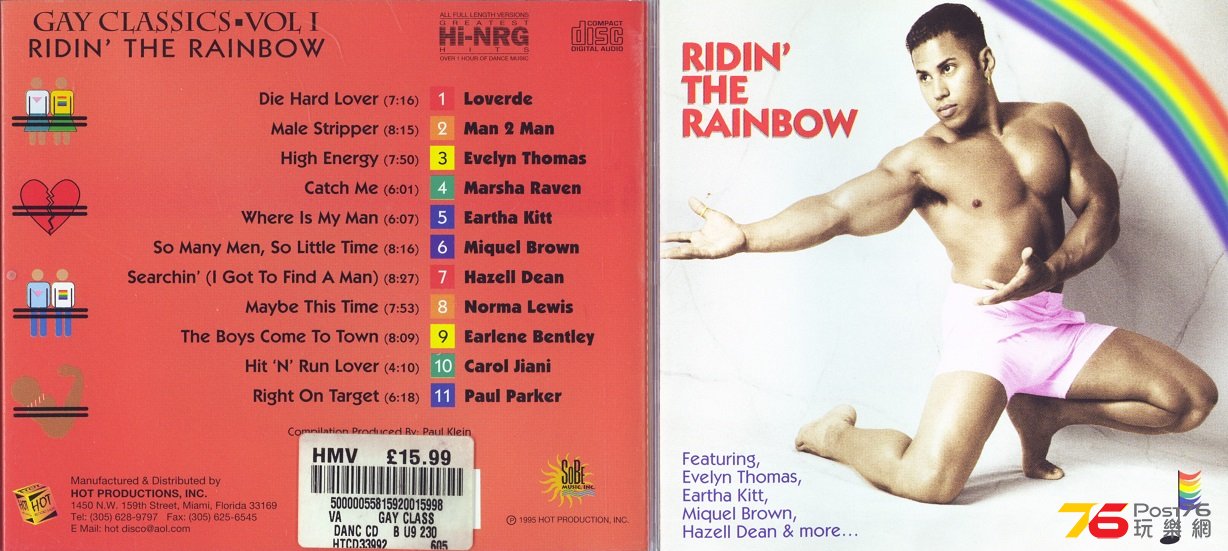 GAY CLASSICS▪VOL I
RIDIN' THE RAINBOW
ALL FULL LENGTH VERSIONS
GREATEST
Hi-NRG
HITS
OVER 1 HOUR OF DANCE MUSIC
COMPACT
disc
DIGITAL AUDIO
Die Hard Lover (7:16) 1 Loverde
Male Stripper (8:15) 2 Man 2 Man
High Energy (7:50) 3 Evelyn Thomas
Catch Me (6:01) 4 Marsha Raven
Where Is My Man (6:07) 5 Eartha Kitt
So Many Men, So Little Time (8:16) 6 Miquel Brown
Searchin' (I Got To Find A Man) (8:27) 7 Hazell Dean
Maybe This Time (7:53) 8 Norma Lewis
The Boys Come To Town (8:09) 9 Earlene Bentley
Hit 'N' Run Lover (4:10) 10 Carol Jiani
Right On Target (6:18) 11 Paul Parker
Compilation Produced By: Paul Klein
HMV £15.99
50000055815920015998
VA GAY CLASS
DANC CD B U9 230
HTCD33992 605
HOT
Manufactured & Distributed by
HOT PRODUCTIONS, INC.
1450 N.W. 159th Street, Miami, Florida 33169
Tel: (305) 628-9797 Fax: (305) 625-6545
E Mail: hot disco@aol.com
SOBE
MUSIC, INC.
℗ 1995 HOT PRODUCTION, INC.
RIDIN'
THE
RAINBOW
Featuring,
Evelyn Thomas,
Eartha Kitt,
Miquel Brown,
Hazell Dean & more...
76 Post76
玩樂網